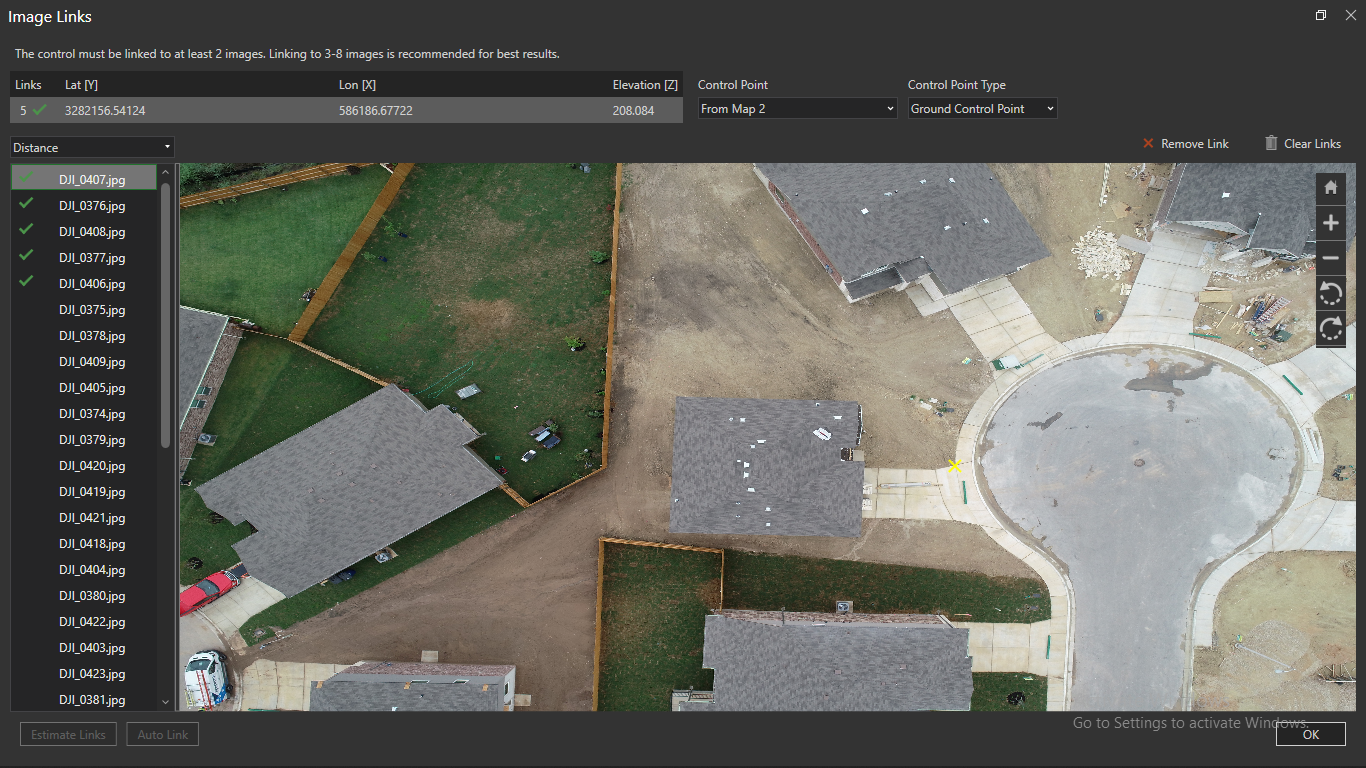 Image Links
The control must be linked to at least 2 images. Linking to 3-8 images is recommended for best results.
Links Lat [Y] Lon [X] Elevation [Z] Control Point Control Point Type
5 3282156.54124 586186.67722 208.084 From Map 2 Ground Control Point
Distance Remove Link Clear Links
DJI_0407.jpg
DJI_0376.jpg
DJI_0408.jpg
DJI_0377.jpg
DJI_0406.jpg
DJI_0375.jpg
DJI_0378.jpg
DJI_0409.jpg
DJI_0405.jpg
DJI_0374.jpg
DJI_0379.jpg
DJI_0420.jpg
DJI_0419.jpg
DJI_0421.jpg
DJI_0418.jpg
DJI_0404.jpg
DJI_0380.jpg
DJI_0422.jpg
DJI_0403.jpg
DJI_0423.jpg
DJI_0381.jpg
Go to Settings to activate Windows.
Estimate Links Auto Link OK